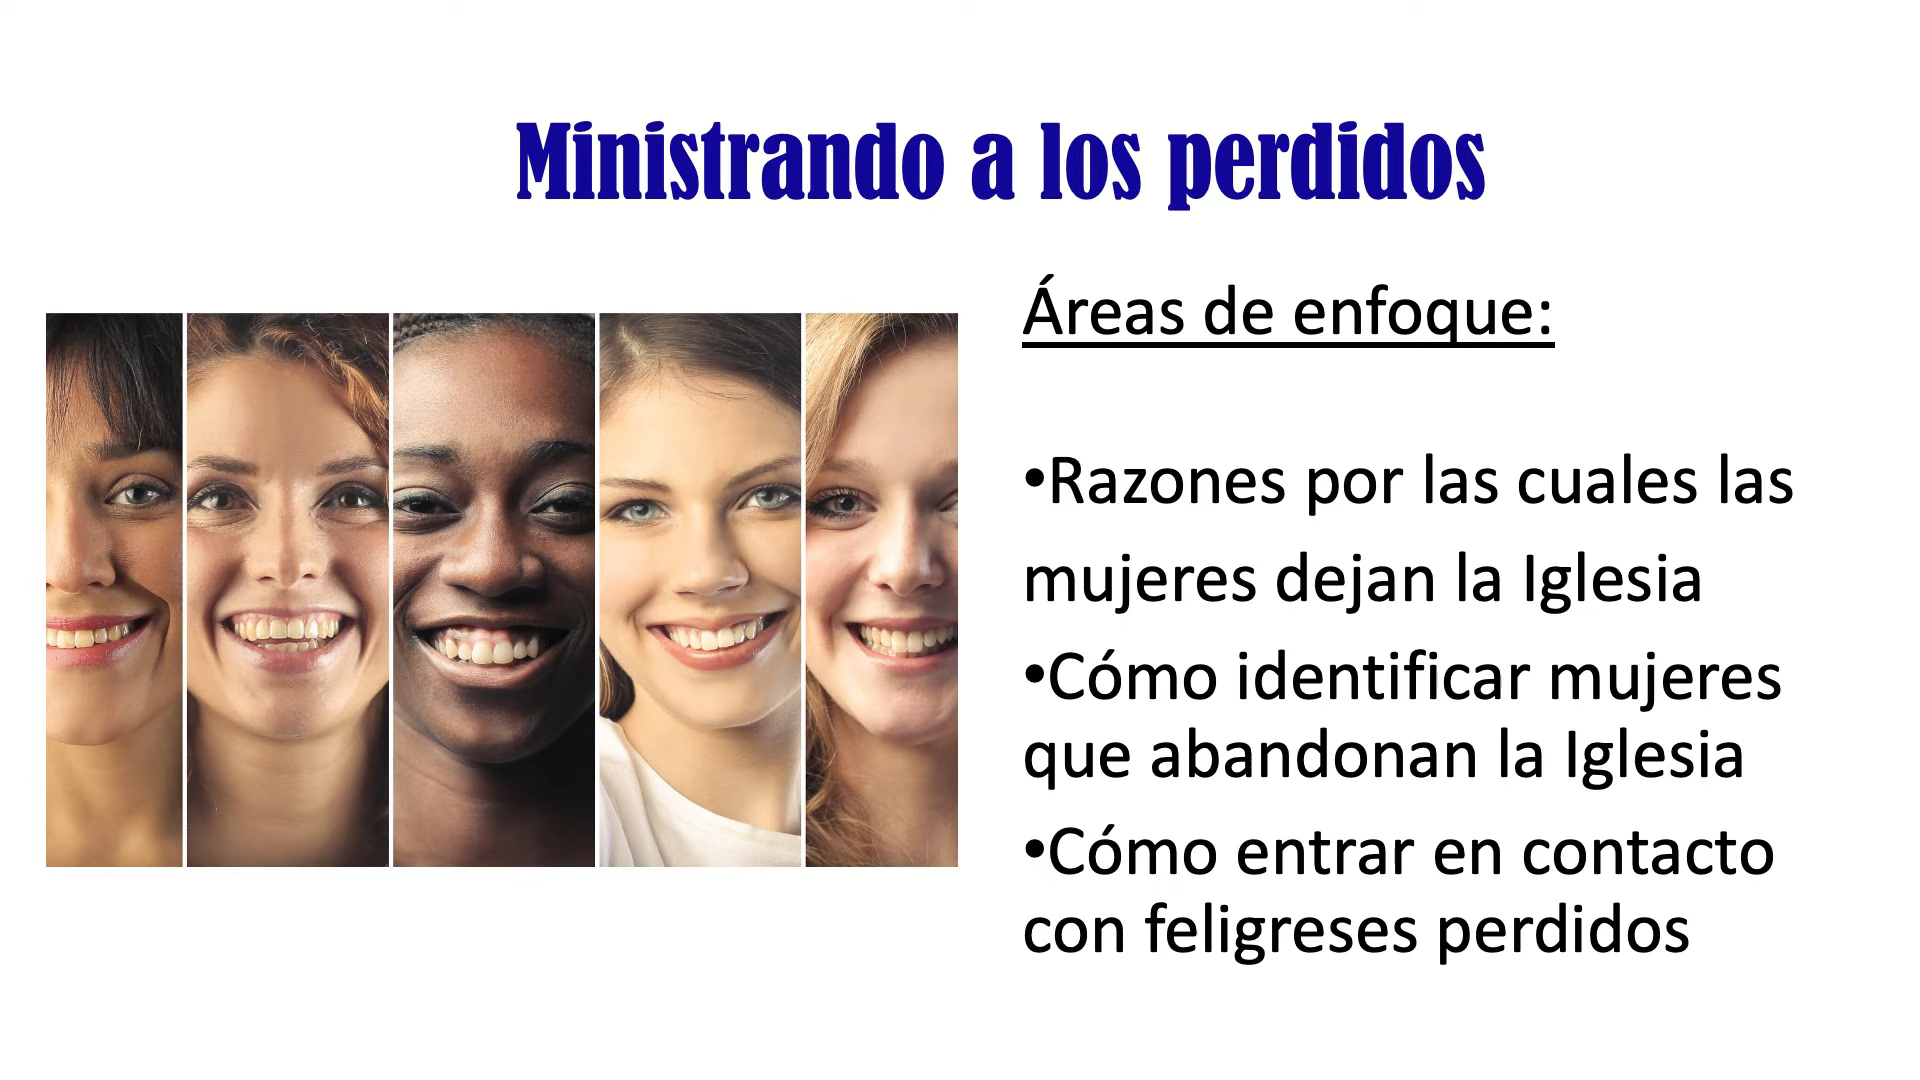 Ministrando a los perdidos
Áreas de enfoque:
•Razones por las cuales las
mujeres dejan la Iglesia
•Cómo identificar mujeres
que abandonan la Iglesia
•Cómo entrar en contacto
con feligreses perdidos